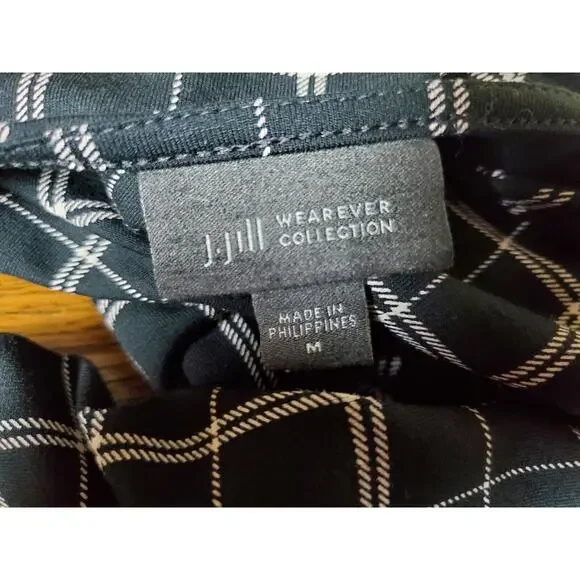 J.Jill WEAREVER
COLLECTION
MADE IN
PHILIPPINES
M